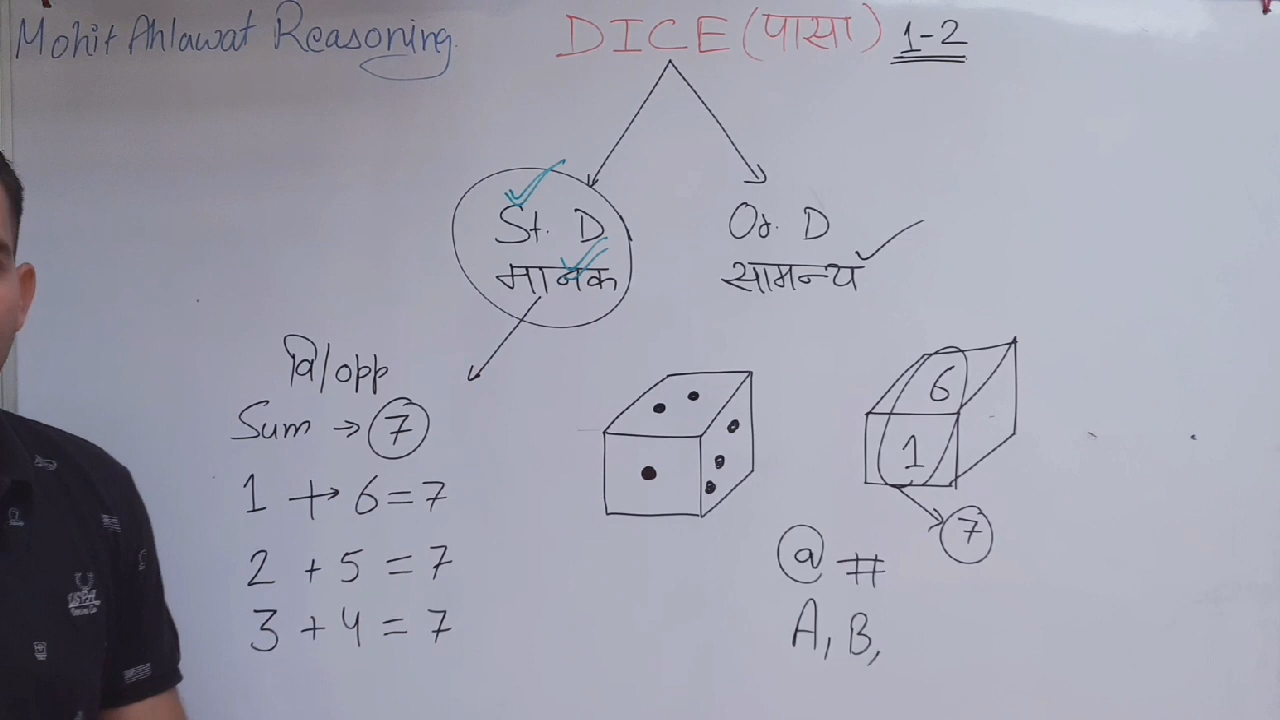 Mohit Ahlawat Reasoning.
DICE (पासा) 1-2
St. D
मानक
Or. D
सामन्य
वि/opp
Sum → 7
1 + 6 = 7
2 + 5 = 7
3 + 4 = 7
6
1
7
@ #
A, B,